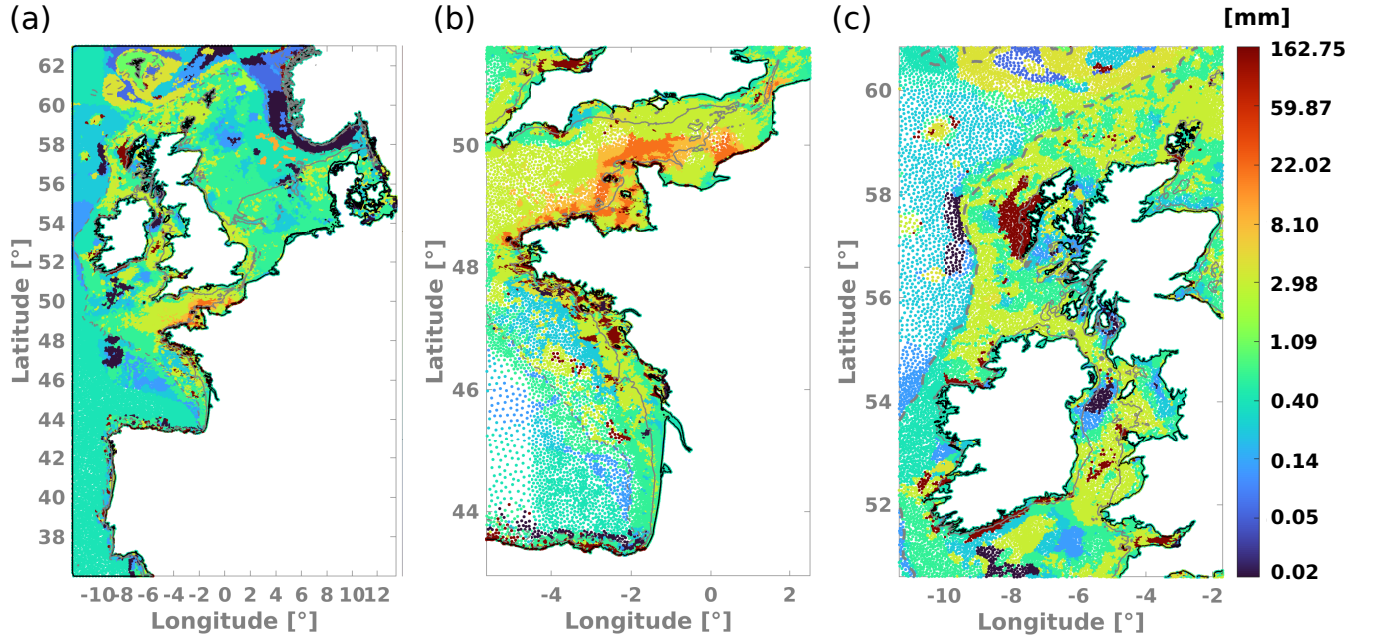 (a)
(b)
(c)
[mm]
62
60
58
56
54
52
50
48
46
44
42
40
38
-10-8 -6 -4 -2 0 2 4 6 8 1012
Latitude [°]
Longitude [°]
50
48
46
44
-4 -2 0 2
Latitude [°]
Longitude [°]
60
58
56
54
52
-10 -8 -6 -4 -2
Latitude [°]
Longitude [°]
162.75
59.87
22.02
8.10
2.98
1.09
0.40
0.14
0.05
0.02